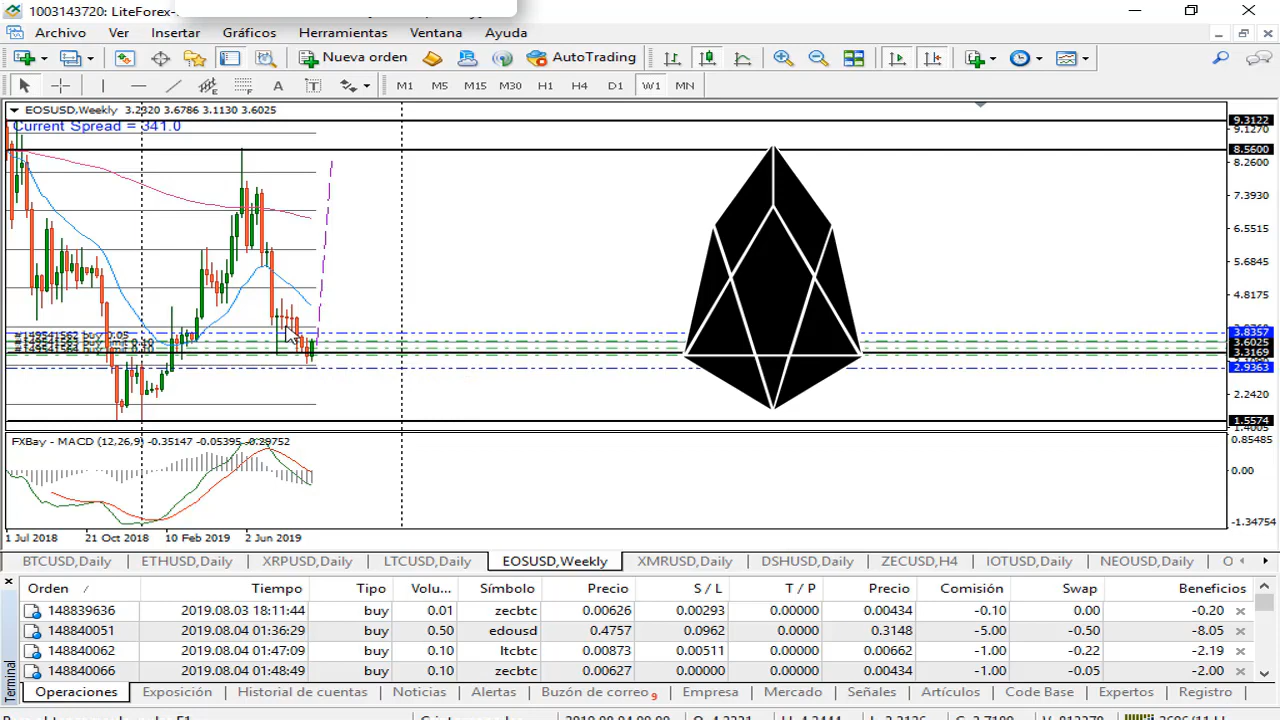 1003143720: LiteForex-
Archivo Ver Insertar Gráficos Herramientas Ventana Ayuda
Nueva orden AutoTrading
A T M1 M5 M15 M30 H1 H4 D1 W1 MN
EOSUSD,Weekly 3.2320 3.6786 3.1130 3.6025
Current Spread = 341.0
9.3122
9.1270
8.5600
8.2600
7.3930
6.5515
5.6845
4.8175
3.8357
3.6025
3.3169
2.9363
2.2420
1.5574
1.4005
#149541562 buy 0.05
FXBay - MACD (12,26,9) -0.35147 -0.05395 -0.29752
0.85485
0.00
-1.34754
1 Jul 2018 21 Oct 2018 10 Feb 2019 2 Jun 2019
BTCUSD,Daily ETHUSD,Daily XRPUSD,Daily LTCUSD,Daily EOSUSD,Weekly XMRUSD,Daily DSHUSD,Daily ZECUSD,H4 IOTUSD,Daily NEOUSD,Daily O
Orden / Tiempo Tipo Volu... Símbolo Precio S / L T / P Precio Comisión Swap Beneficios
148839636 2019.08.03 18:11:44 buy 0.01 zecbtc 0.00626 0.00293 0.00000 0.00434 -0.10 0.00 -0.20
148840051 2019.08.04 01:36:29 buy 0.50 edousd 0.4757 0.0962 0.0000 0.3148 -5.00 -0.50 -8.05
148840062 2019.08.04 01:47:09 buy 0.10 ltcbtc 0.00873 0.00511 0.00000 0.00662 -1.00 -0.22 -2.19
148840066 2019.08.04 01:48:49 buy 0.10 zecbtc 0.00627 0.00000 0.00000 0.00434 -1.00 -0.05 -2.00
Terminal
Operaciones Exposición Historial de cuentas Noticias Alertas Buzón de correo 9 Empresa Mercado Señales Artículos Code Base Expertos Registro